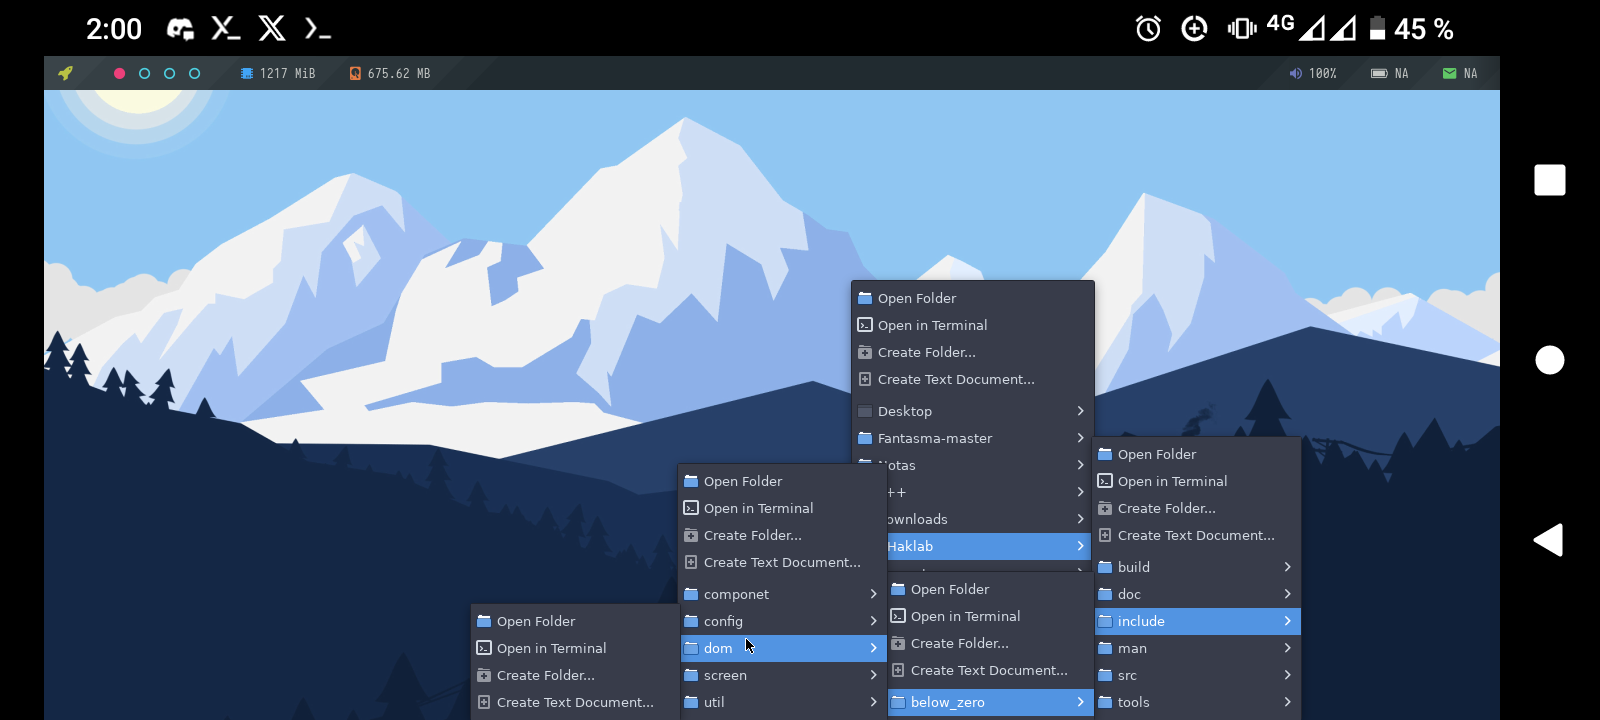 2:00
4G
45 %
1217 MiB
675.62 MB
100%
NA
NA
Open Folder
Open in Terminal
Create Folder...
Create Text Document...
Desktop
Fantasma-master
Notas
++
ownloads
Haklab
Open Folder
Open in Terminal
Create Folder...
Create Text Document...
build
doc
include
man
src
tools
Open Folder
Open in Terminal
Create Folder...
Create Text Document...
below_zero
Open Folder
Open in Terminal
Create Folder...
Create Text Document...
componet
config
dom
screen
util
Open Folder
Open in Terminal
Create Folder...
Create Text Document...